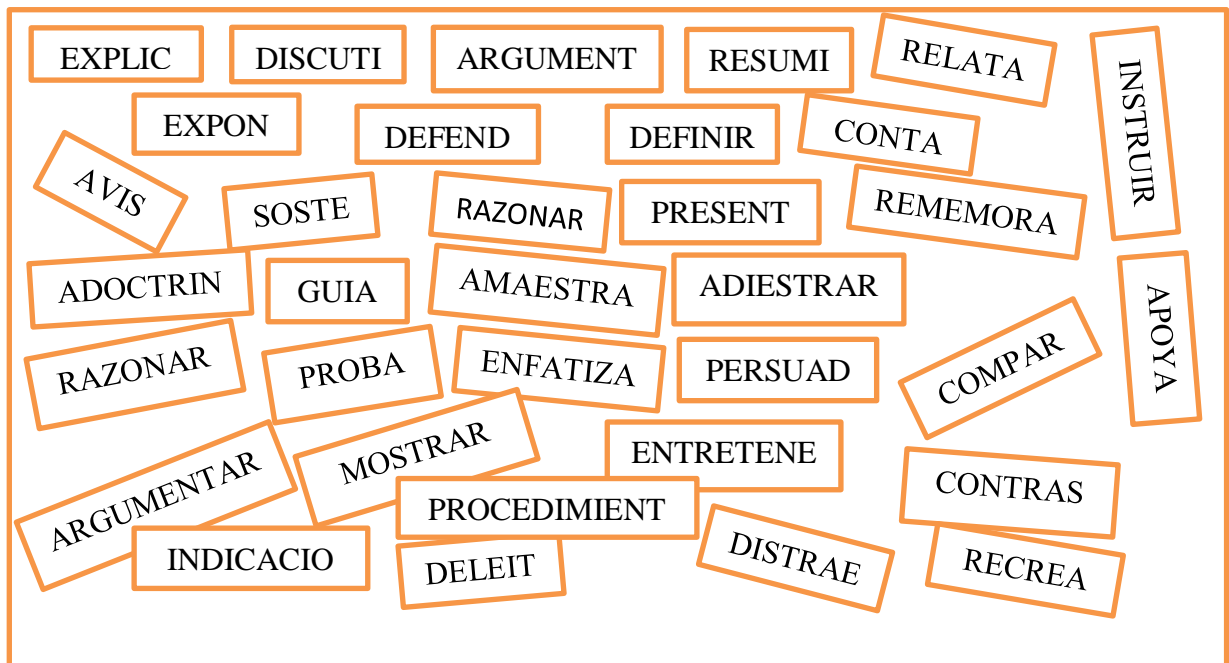 EXPLIC
DISCUTI
ARGUMENT
RESUMI
RELATA
INSTRUIR
EXPON
DEFEND
DEFINIR
CONTA
AVIS
SOSTE
RAZONAR
PRESENT
REMEMORA
ADOCTRIN
GUIA
AMAESTRA
ADIESTRAR
APOYA
RAZONAR
PROBA
ENFATIZA
PERSUAD
COMPAR
ARGUMENTAR
MOSTRAR
ENTRETENE
CONTRAS
PROCEDIMIENT
INDICACIO
DELEIT
DISTRAE
RECREA